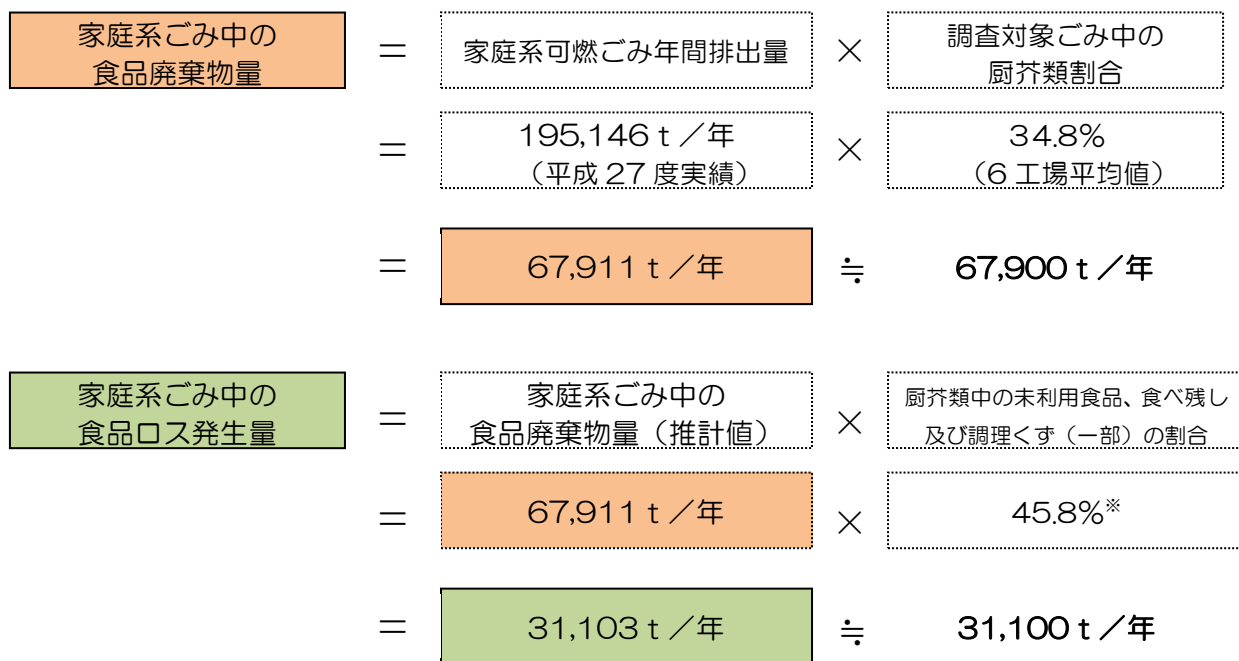 家庭系ごみ中の
食品廃棄物量
＝
家庭系可燃ごみ年間排出量
×
調査対象ごみ中の
厨芥類割合
＝
195,146ｔ／年
（平成27度実績）
×
34.8%
（6工場平均値）
＝
67,911ｔ／年
≒
67,900ｔ／年
家庭系ごみ中の
食品ロス発生量
＝
家庭系ごみ中の
食品廃棄物量（推計値）
×
厨芥類中の未利用食品、食べ残し
及び調理くず（一部）の割合
＝
67,911ｔ／年
×
45.8%※
＝
31,103ｔ／年
≒
31,100ｔ／年